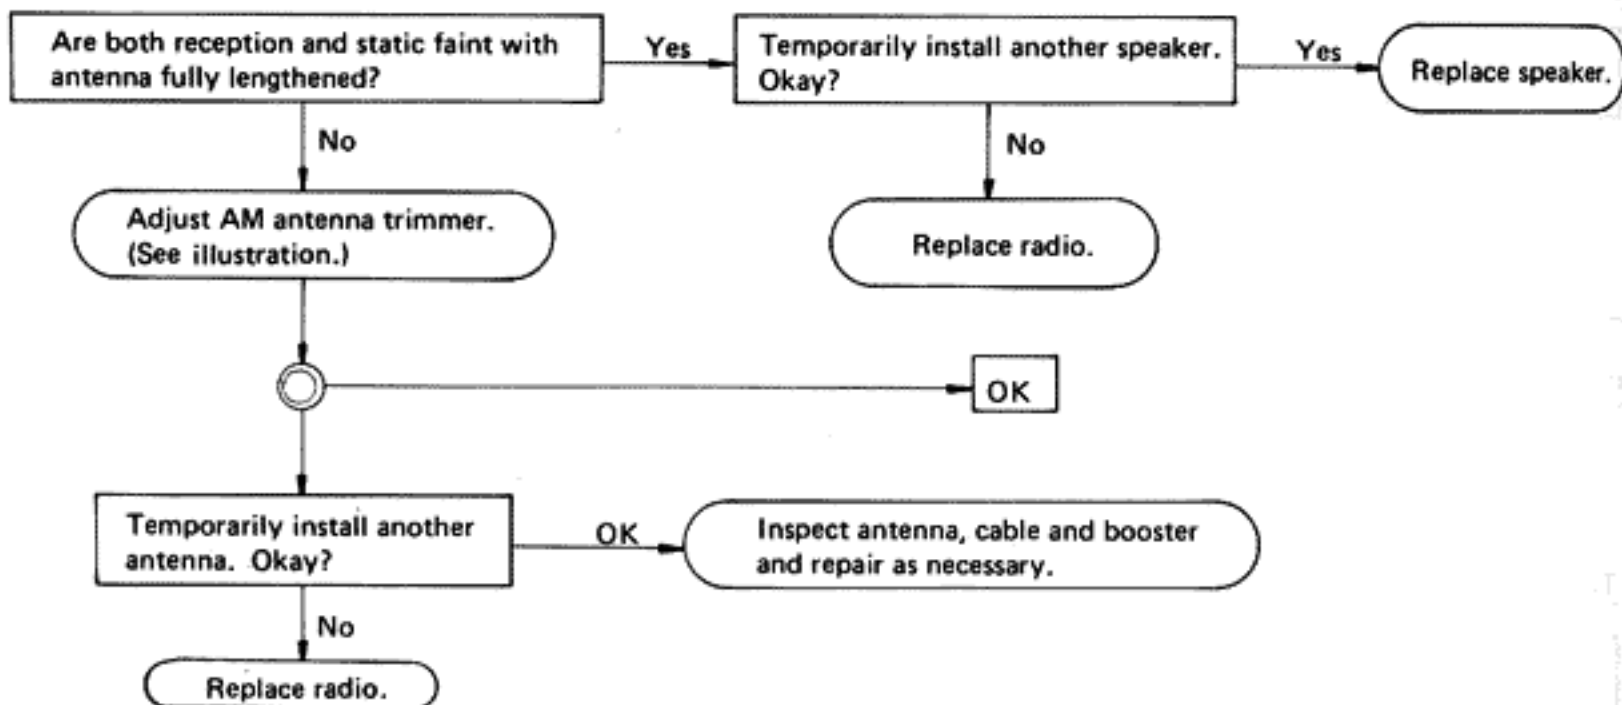 Are both reception and static faint with
antenna fully lengthened?
Yes
Temporarily install another speaker.
Okay?
Yes
Replace speaker.
No
No
Adjust AM antenna trimmer.
(See illustration.)
Replace radio.
OK
Temporarily install another
antenna. Okay?
OK
Inspect antenna, cable and booster
and repair as necessary.
No
Replace radio.